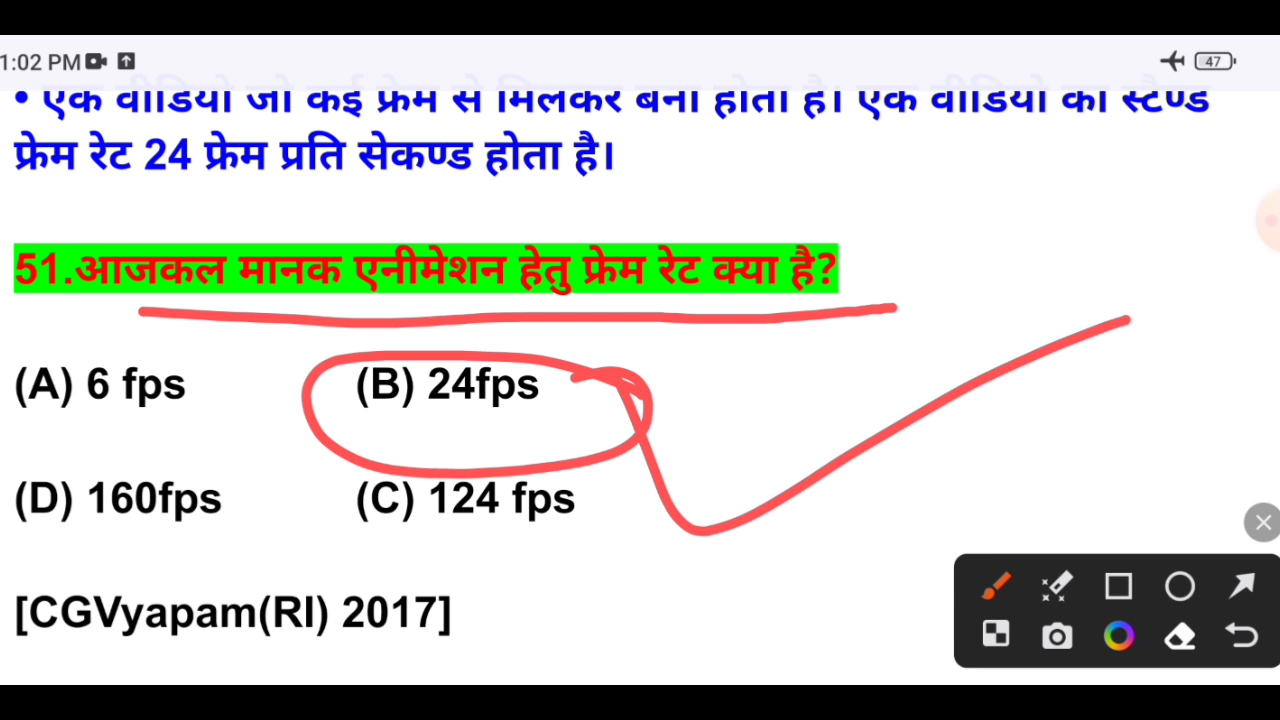 1:02 PM
47
• एक वीडियो जो कई फ्रेम से मिलकर बना होता है। एक वीडियो का स्टैण्ड
फ्रेम रेट 24 फ्रेम प्रति सेकण्ड होता है।
51.आजकल मानक एनीमेशन हेतु फ्रेम रेट क्या है?
(A) 6 fps (B) 24fps
(D) 160fps (C) 124 fps
[CGVyapam(RI) 2017]